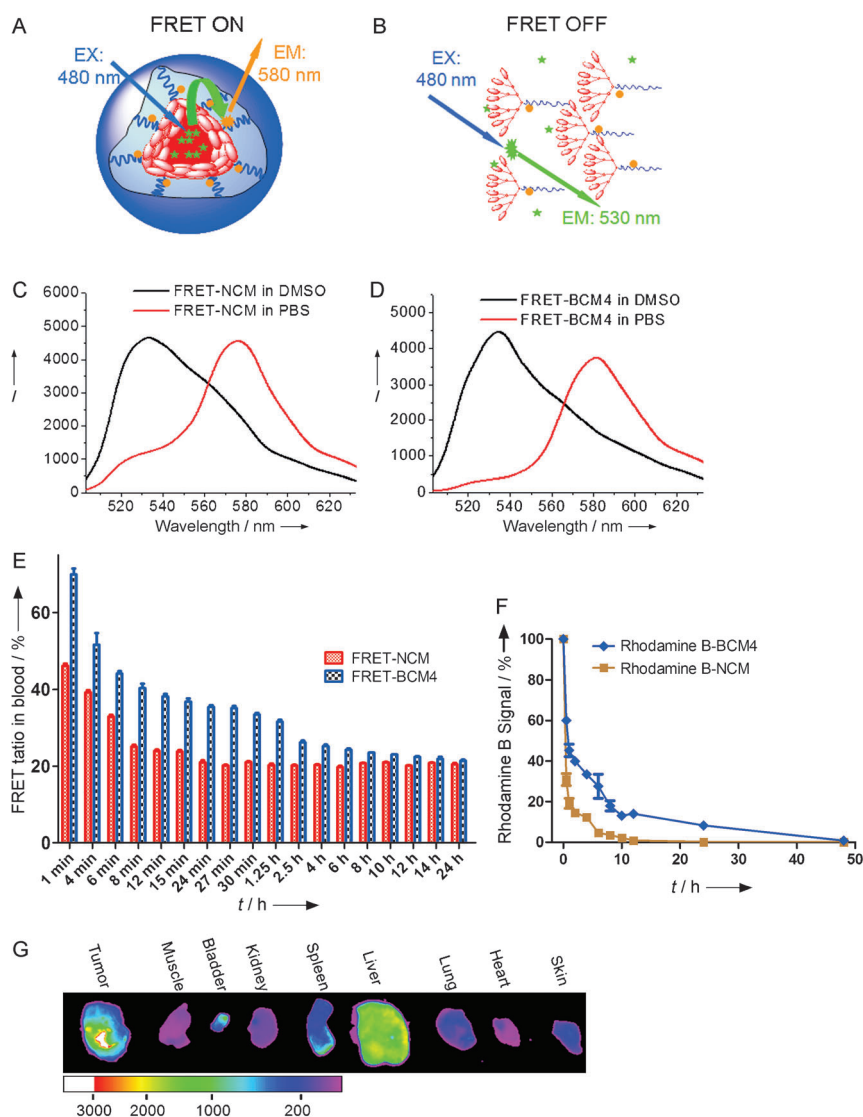 A
FRET ON
EX:
480 nm
EM:
580 nm
B
FRET OFF
EX:
480 nm
EM: 530 nm
C
FRET-NCM in DMSO
FRET-NCM in PBS
6000
5000
4000
3000
2000
1000
0
I
520 540 560 580 600 620
Wavelength / nm
D
FRET-BCM4 in DMSO
FRET-BCM4 in PBS
5000
4000
3000
2000
1000
0
I
520 540 560 580 600 620
Wavelength / nm
E
FRET tatio in blood / %
60
40
20
0
FRET-NCM
FRET-BCM4
1 min 4 min 6 min 8 min 12 min 15 min 24 min 27 min 30 min 1.25 h 2.5 h 4 h 6 h 8 h 10 h 12 h 14 h 24 h
t / h
F
Rhodamine B Signal / %
100
80
60
40
20
0
Rhodamine B-BCM4
Rhodamine B-NCM
0 10 20 30 40 50
t / h
G
Tumor Muscle Bladder Kidney Spleen Liver Lung Heart Skin
3000 2000 1000 200